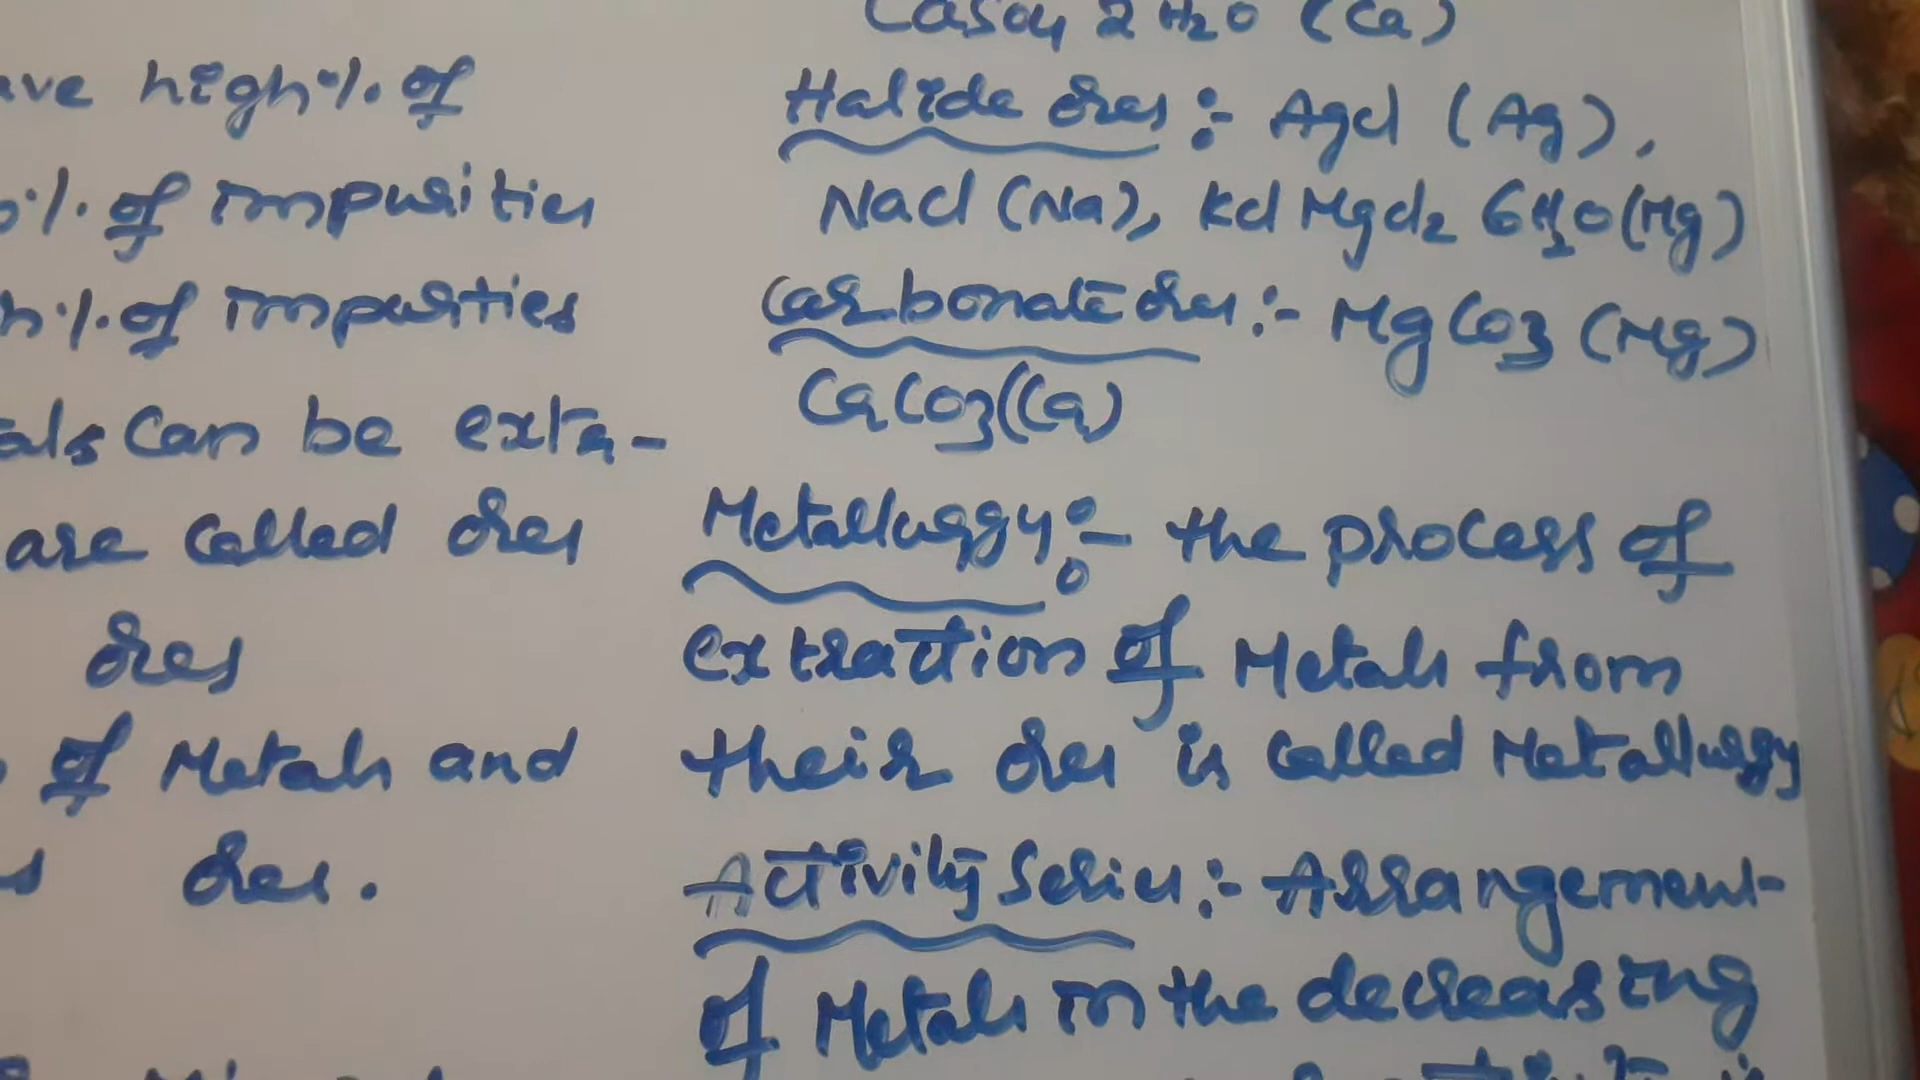 ave high % of
% of impurities
h % of impurities
als can be extra-
are called ores
ores
of Metals and
ores.
CaSO4 2 H2O (Ca)
Halide ores :- Agcl (Ag),
Nacl (Na), Kcl Mgcl2 6H2O (Mg)
Carbonate ores :- MgCO3 (Mg)
CaCO3 (Ca)
Metallurgy :- the process of
extraction of Metals from
their ores is called Metallurgy
Activity Series :- Arrangement
of Metals in the decreasing